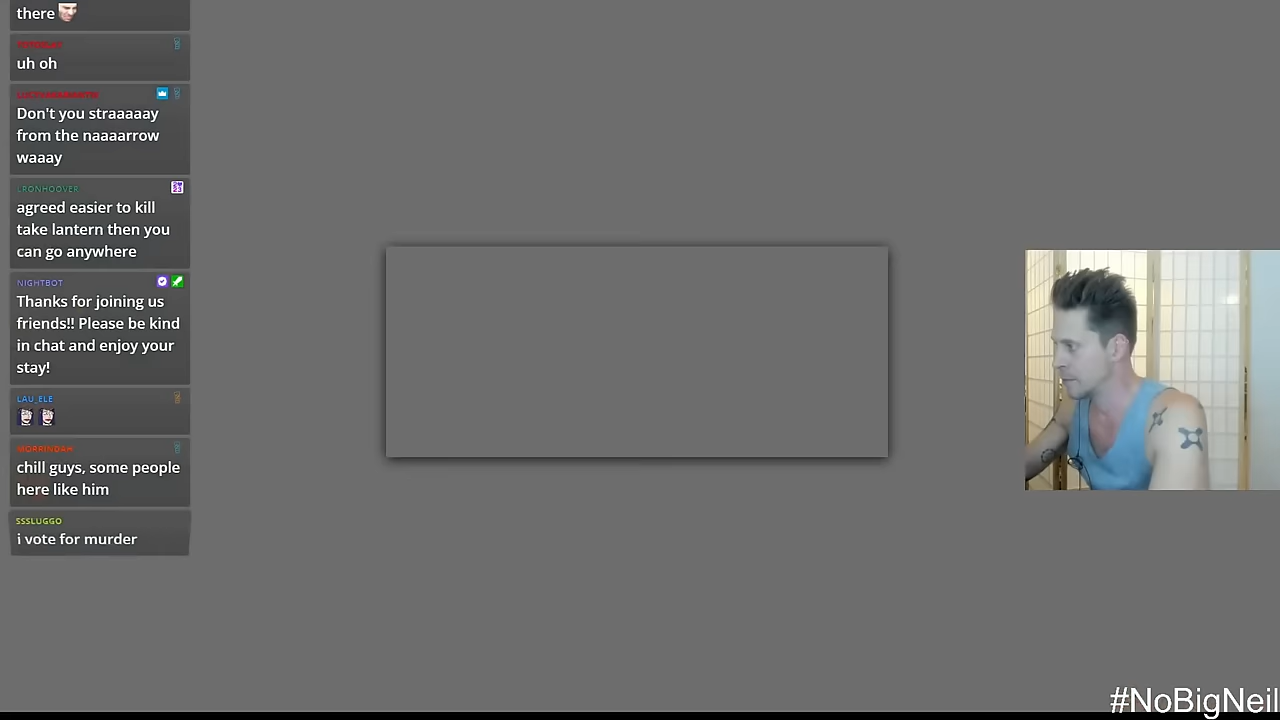 there
uh oh
Don't you straaaaay
from the naaaarrow
waaay
LRONHOOVER
agreed easier to kill
take lantern then you
can go anywhere
NIGHTBOT
Thanks for joining us
friends!! Please be kind
in chat and enjoy your
stay!
LAU_ELE
MORRINDAH
chill guys, some people
here like him
SSSLUGGO
i vote for murder
#NoBigNeil